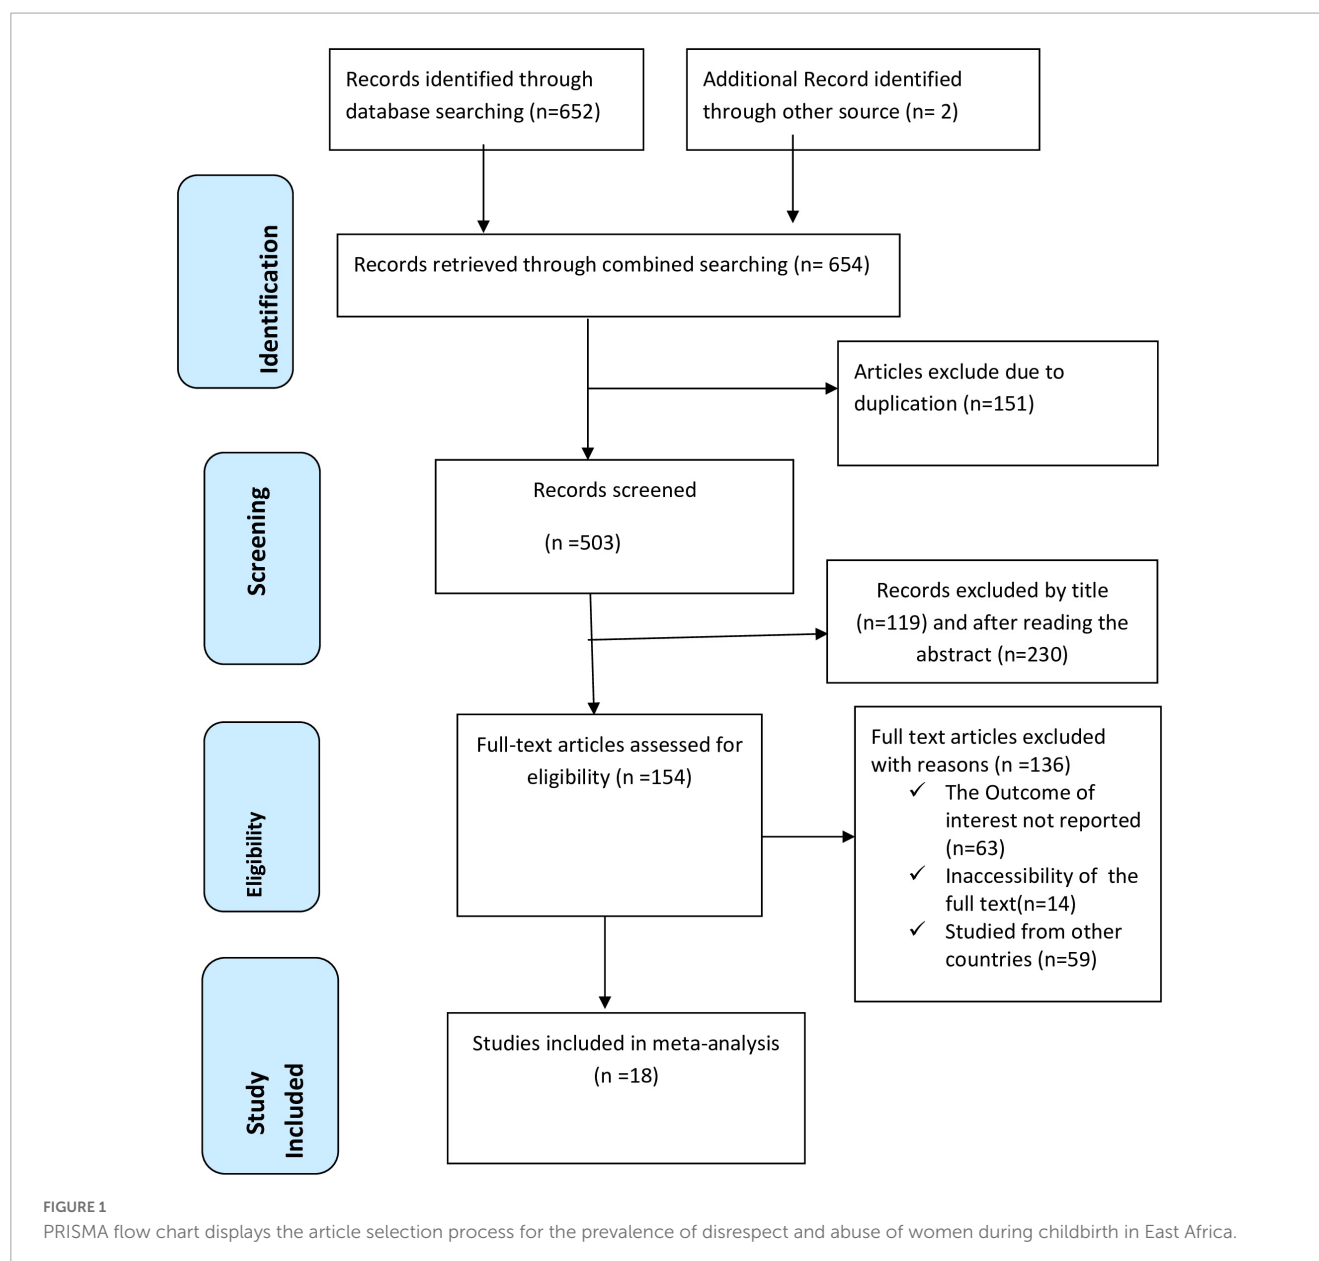 Records identified through
database searching (n=652)
Additional Record identified
through other source (n= 2)
Identification
Records retrieved through combined searching (n= 654)
Articles exclude due to
duplication (n=151)
Screening
Records screened
(n =503)
Records excluded by title
(n=119) and after reading the
abstract (n=230)
Eligibility
Full-text articles assessed for
eligibility (n =154)
Full text articles excluded
with reasons (n =136)
✓ The Outcome of
interest not reported
(n=63)
✓ Inaccessibility of the
full text(n=14)
✓ Studied from other
countries (n=59)
Study
Included
Studies included in meta-analysis
(n =18)
FIGURE 1
PRISMA flow chart displays the article selection process for the prevalence of disrespect and abuse of women during childbirth in East Africa.